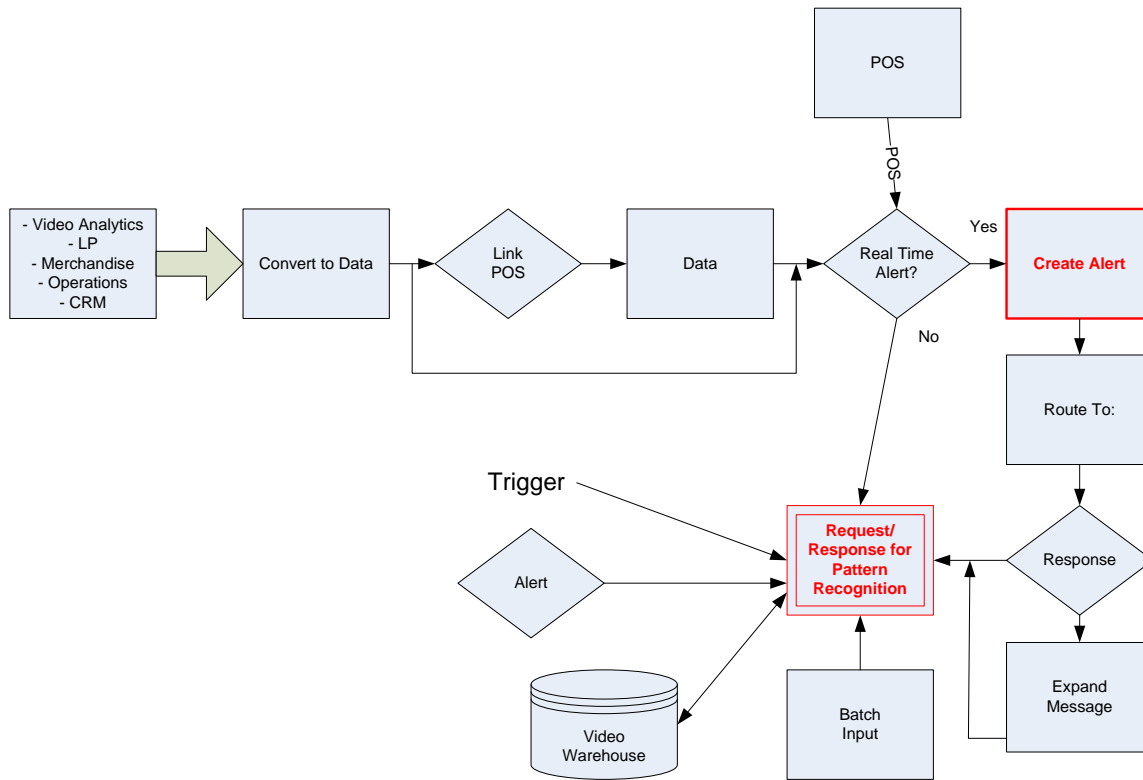 POS
POS
- Video Analytics
- LP
- Merchandise
- Operations
- CRM
Convert to Data
Link
POS
Data
Real Time
Alert?
Yes
Create Alert
No
Route To:
Trigger
Request/
Response for
Pattern
Recognition
Response
Alert
Video
Warehouse
Batch
Input
Expand
Message